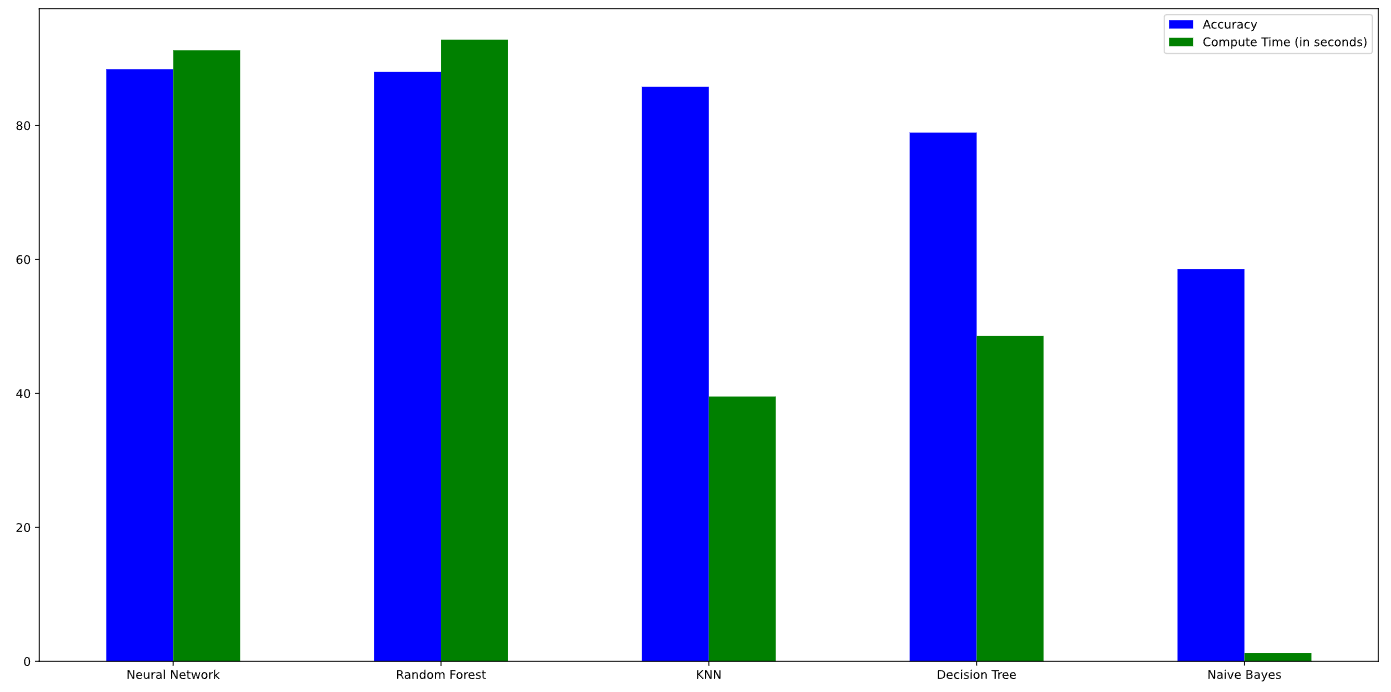 Accuracy
Compute Time (in seconds)
80
60
40
20
0
Neural Network Random Forest KNN Decision Tree Naive Bayes